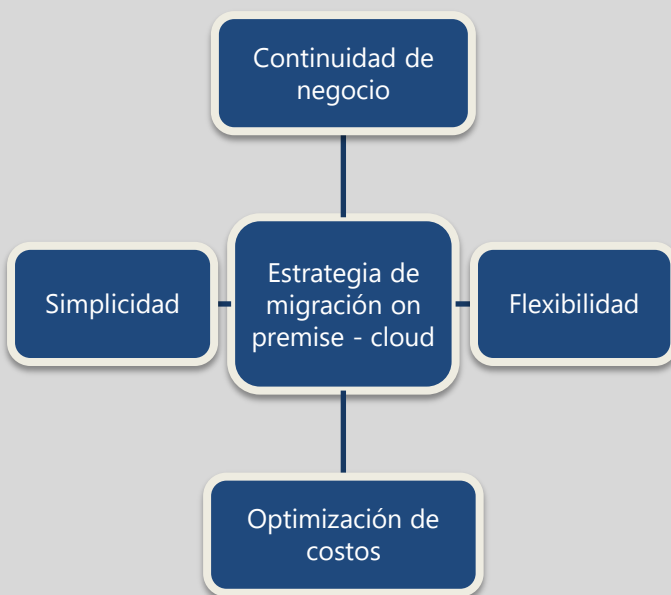 Continuidad de
negocio
Simplicidad
Estrategia de
migración on
premise - cloud
Flexibilidad
Optimización de
costos